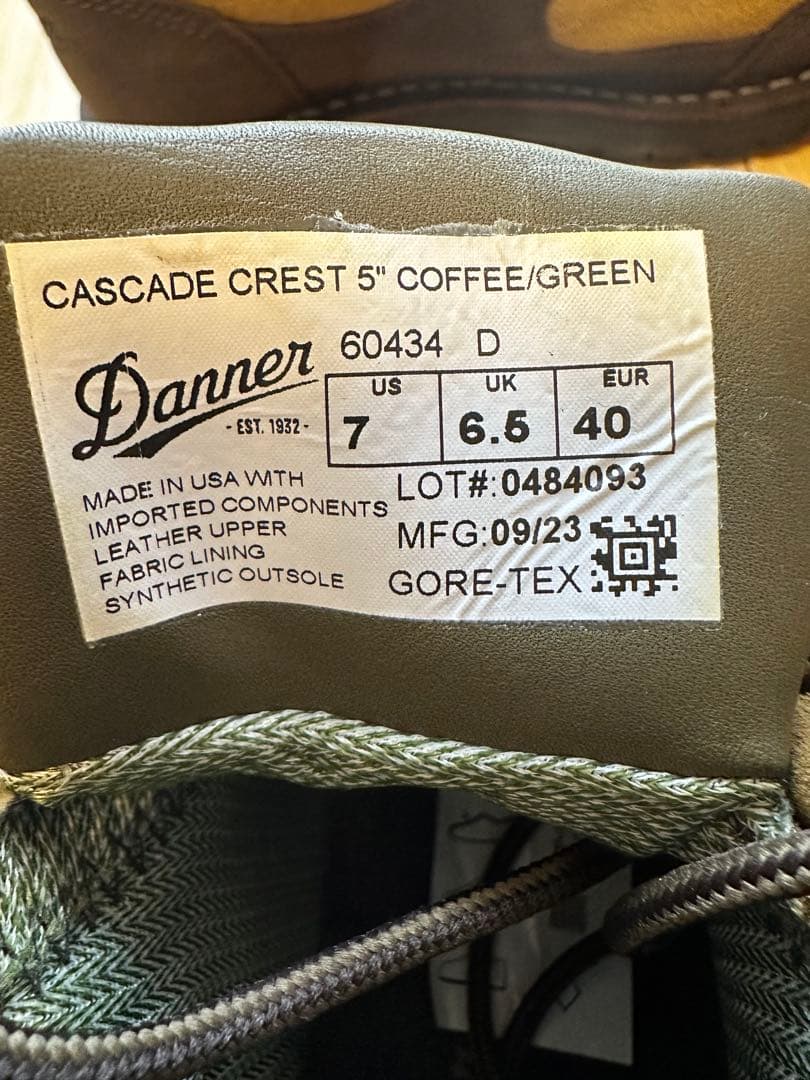 CASCADE CREST 5" COFFEE/GREEN
Danner
- EST. 1932 -
60434 D
US UK EUR
7 6.5 40
MADE IN USA WITH
IMPORTED COMPONENTS
LEATHER UPPER
FABRIC LINING
SYNTHETIC OUTSOLE
LOT#:0484093
MFG:09/23
GORE-TEX